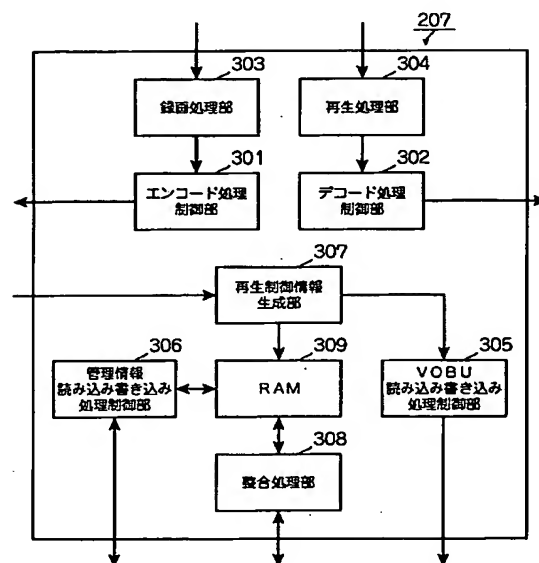 207
303
304
録画処理部
再生処理部
301
302
エンコード処理
制御部
デコード処理
制御部
307
再生制御情報
生成部
306
309
305
管理情報
読み込み書き込み
処理制御部
RAM
VOBU
読み込み書き込み
処理制御部
308
整合処理部